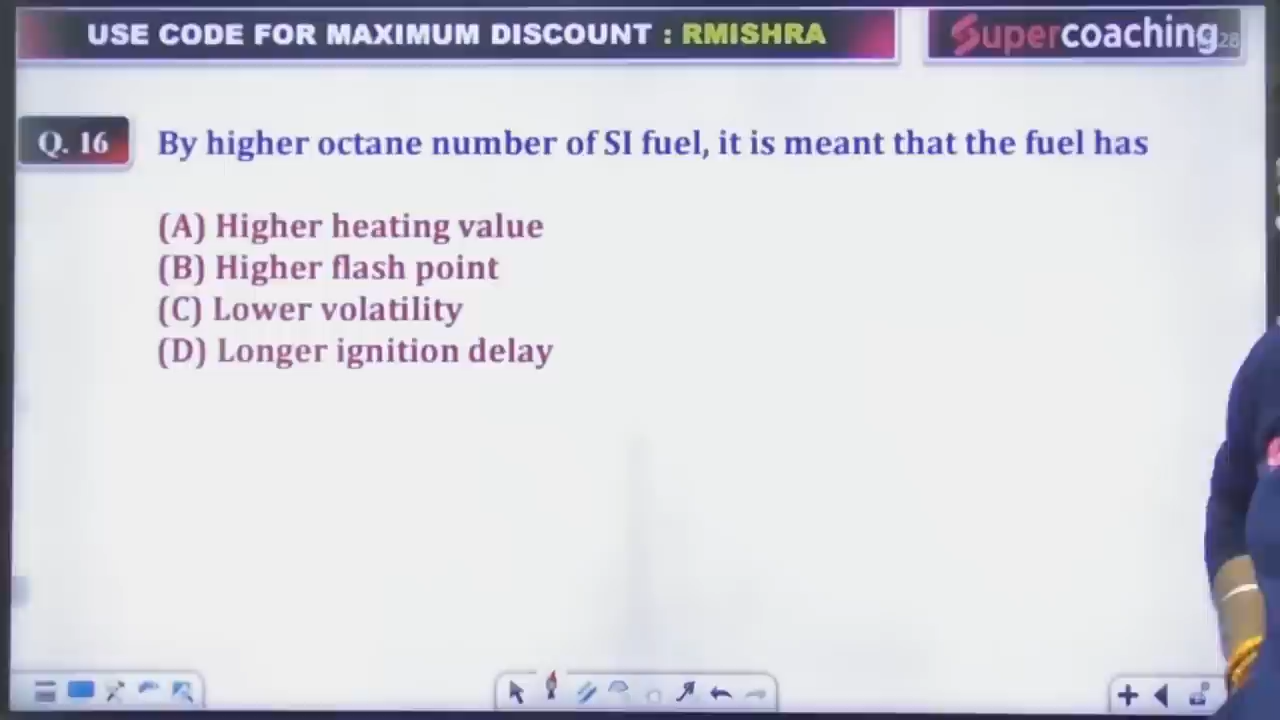 USE CODE FOR MAXIMUM DISCOUNT : RMISHRA
Supercoaching
28
Q. 16
By higher octane number of SI fuel, it is meant that the fuel has
(A) Higher heating value
(B) Higher flash point
(C) Lower volatility
(D) Longer ignition delay